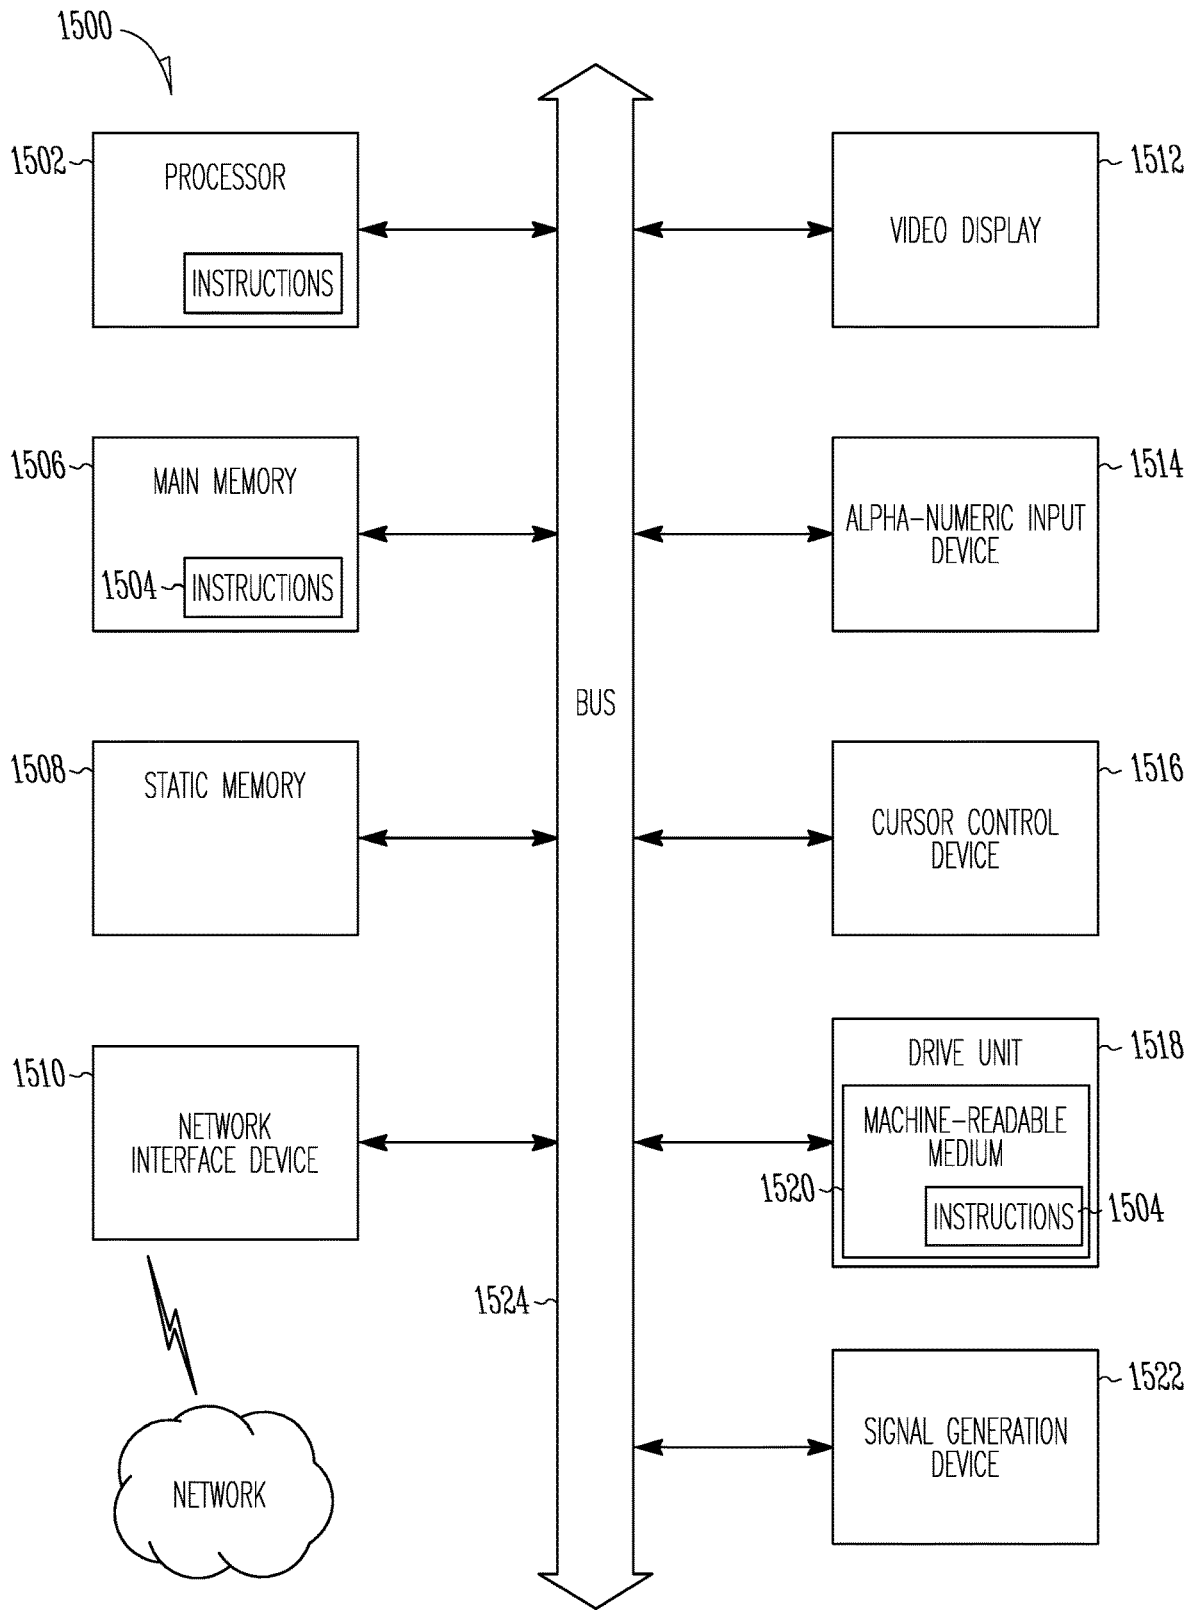 1500
1502
PROCESSOR
INSTRUCTIONS
1506
MAIN MEMORY
1504
INSTRUCTIONS
1508
STATIC MEMORY
1510
NETWORK
INTERFACE DEVICE
NETWORK
BUS
1524
1512
VIDEO DISPLAY
1514
ALPHA-NUMERIC INPUT
DEVICE
1516
CURSOR CONTROL
DEVICE
1518
DRIVE UNIT
MACHINE-READABLE
MEDIUM
1520
INSTRUCTIONS
1504
1522
SIGNAL GENERATION
DEVICE